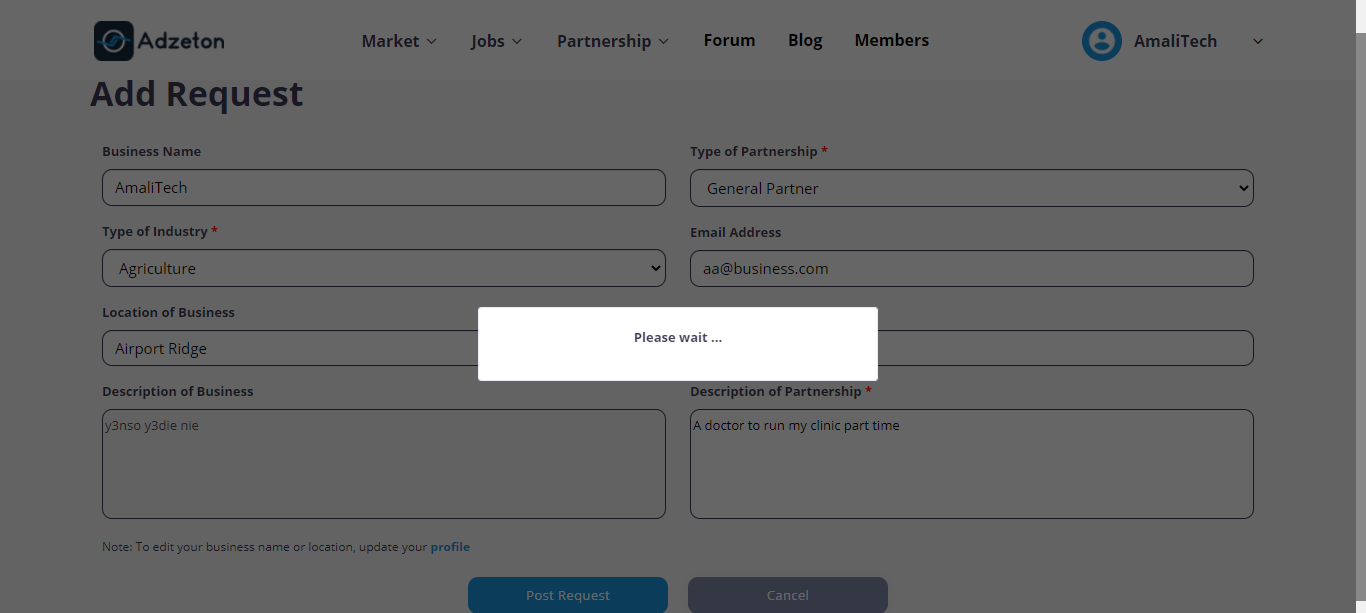 Adzeton
Market Jobs Partnership Forum Blog Members AmaliTech
Add Request
Business Name
AmaliTech
Type of Partnership *
General Partner
Type of Industry *
Agriculture
Email Address
aa@business.com
Location of Business
Airport Ridge
Please wait ...
Description of Business
y3nso y3die nie
Description of Partnership *
A doctor to run my clinic part time
Note: To edit your business name or location, update your profile
Post Request Cancel